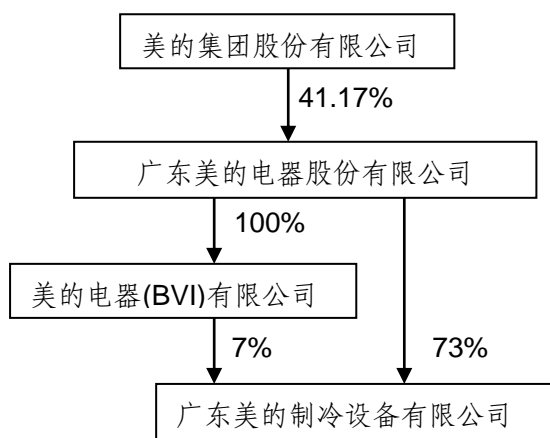 美的集团股份有限公司
41.17%
广东美的电器股份有限公司
100%
美的电器(BVI)有限公司
7%
73%
广东美的制冷设备有限公司